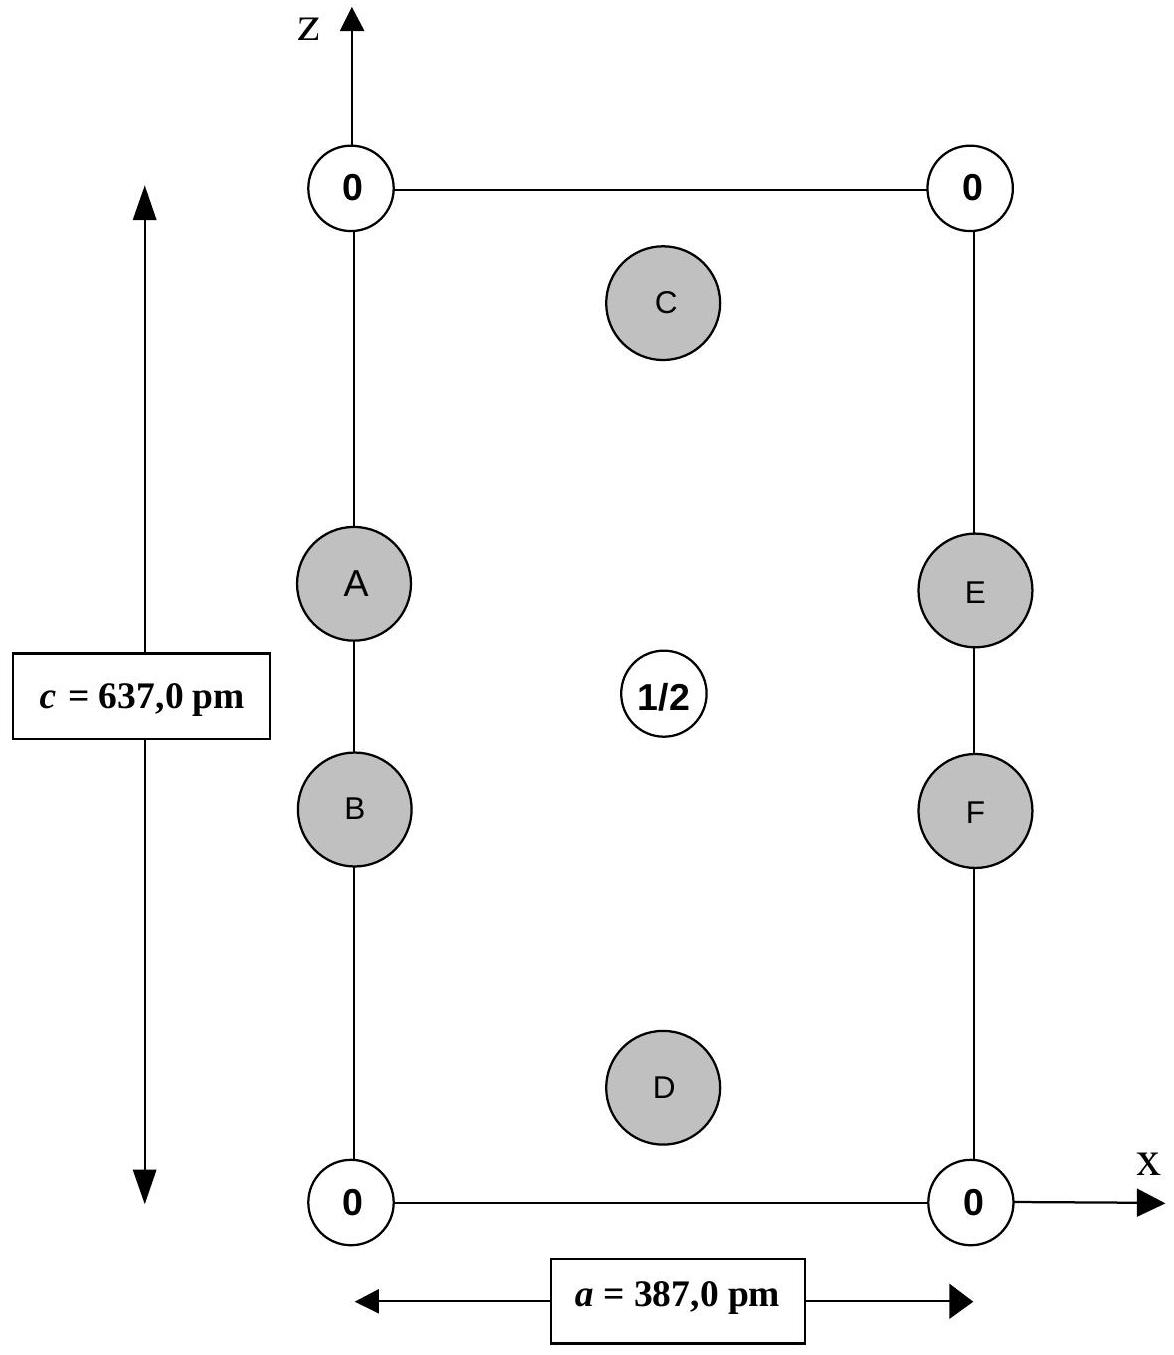 z
0 0
C
A E
c = 637,0 pm 1/2
B F
D
x
0 0
a = 387,0 pm